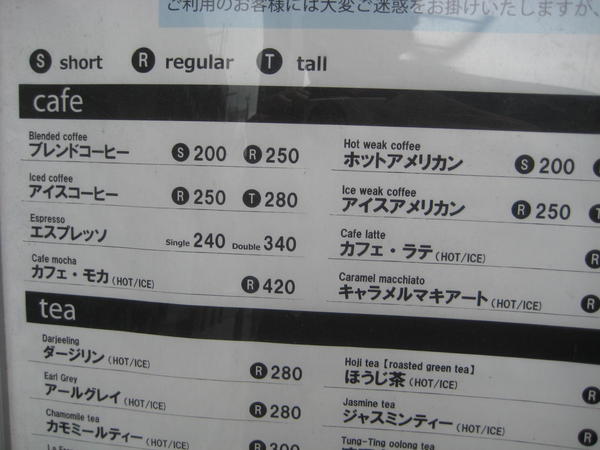 ご利用のお客様には大変ご迷惑をお掛けいたしますが、
S short R regular T tall
cafe
Blended coffee
ブレンドコーヒー S 200 R 250
Iced coffee
アイスコーヒー R 250 T 280
Espresso
エスプレッソ Single 240 Double 340
Cafe mocha
カフェ・モカ (HOT/ICE) R 420
Hot weak coffee
ホットアメリカン S 200
Ice weak coffee
アイスアメリカン R 250 T
Cafe latte
カフェ・ラテ (HOT/ICE) R
Caramel macchiato
キャラメルマキアート (HOT/ICE) R
tea
Darjeeling
ダージリン (HOT/ICE) R 280
Earl Grey
アールグレイ (HOT/ICE) R 280
Chamomile tea
カモミールティー (HOT/ICE) R 300
Hoji tea [roasted green tea]
ほうじ茶 (HOT/ICE) R
Jasmine tea
ジャスミンティー (HOT/ICE) R
Tung-Ting oolong tea